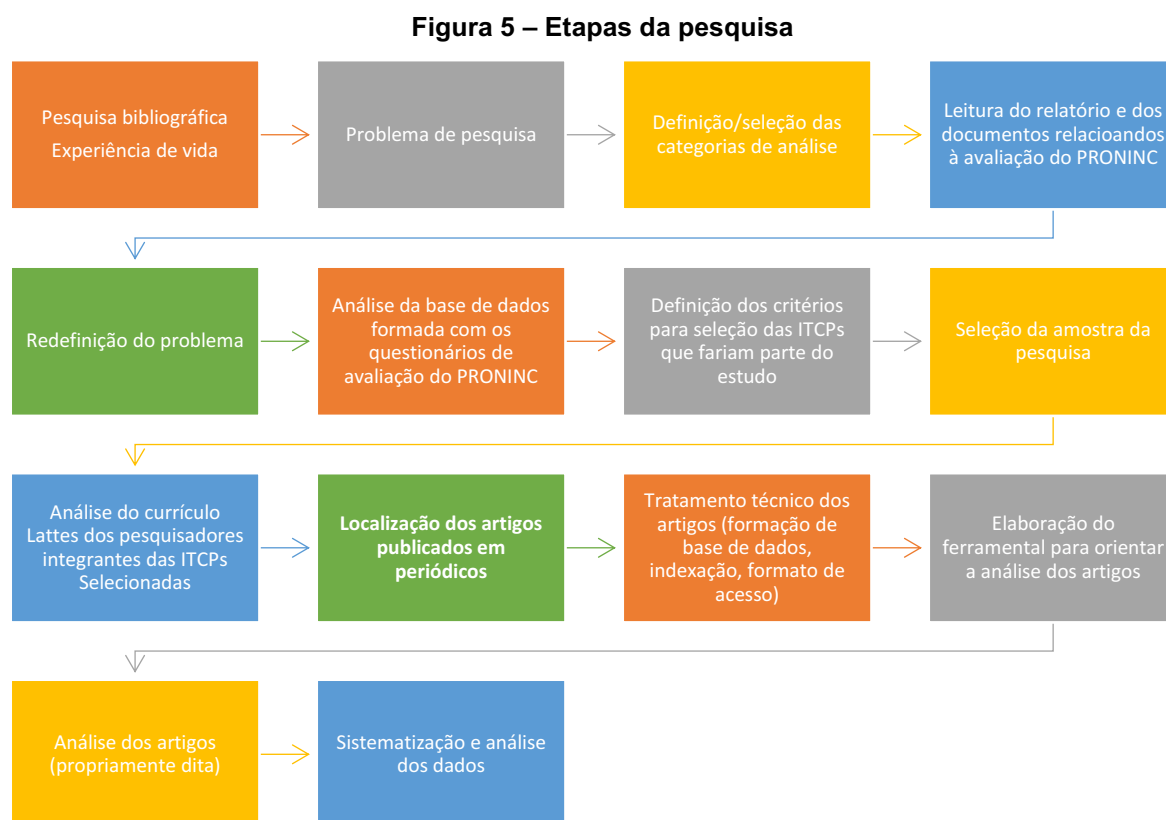 Figura 5 – Etapas da pesquisa
Pesquisa bibliográfica
Experiência de vida
Problema de pesquisa
Definição/seleção das
categorias de análise
Leitura do relatório e dos
documentos relacioandos
à avaliação do PRONINC
Redefinição do problema
Análise da base de dados
formada com os
questionários de
avaliação do PRONINC
Definição dos critérios
para seleção das ITCPs
que fariam parte do
estudo
Seleção da amostra da
pesquisa
Análise do currículo
Lattes dos pesquisadores
integrantes das ITCPs
Selecionadas
Localização dos artigos
publicados em
periódicos
Tratamento técnico dos
artigos (formação de
base de dados,
indexação, formato de
acesso)
Elaboração do
ferramental para orientar
a análise dos artigos
Análise dos artigos
(propriamente dita)
Sistematização e análise
dos dados